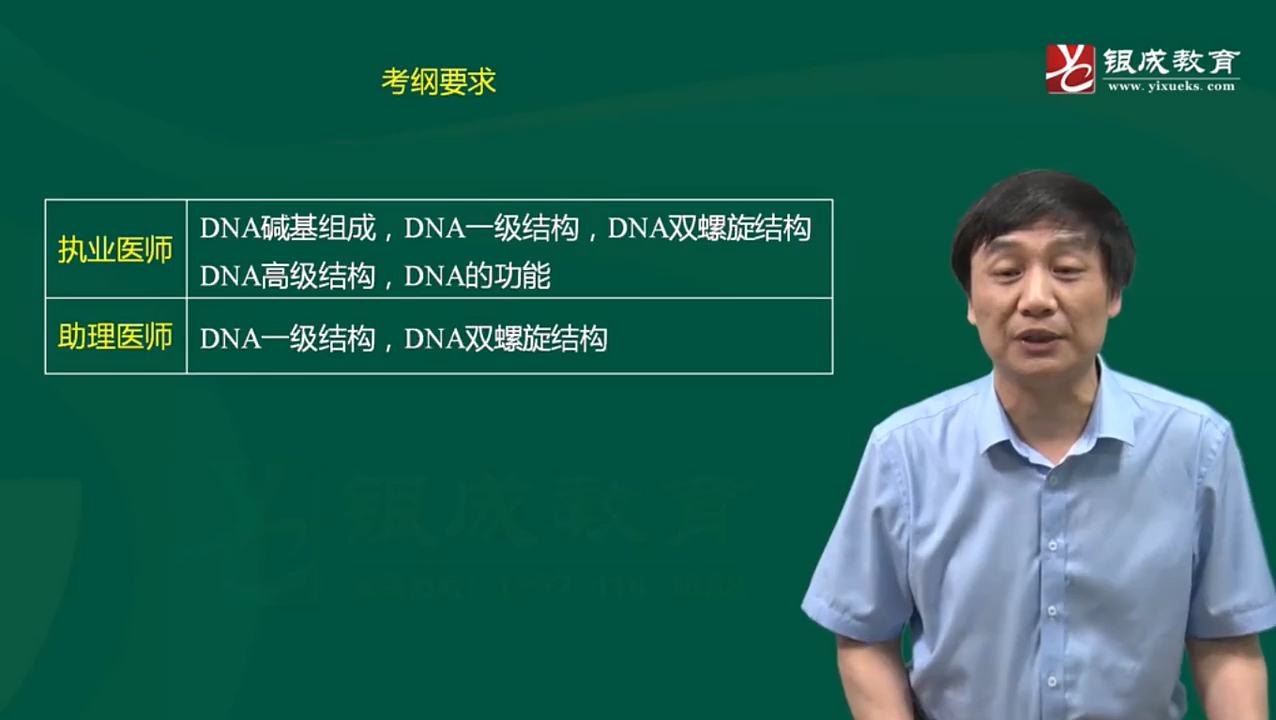 考纲要求
银成教育
www.yixueks.com
执业医师
DNA碱基组成，DNA一级结构，DNA双螺旋结构
DNA高级结构，DNA的功能
助理医师
DNA一级结构，DNA双螺旋结构
银成教育